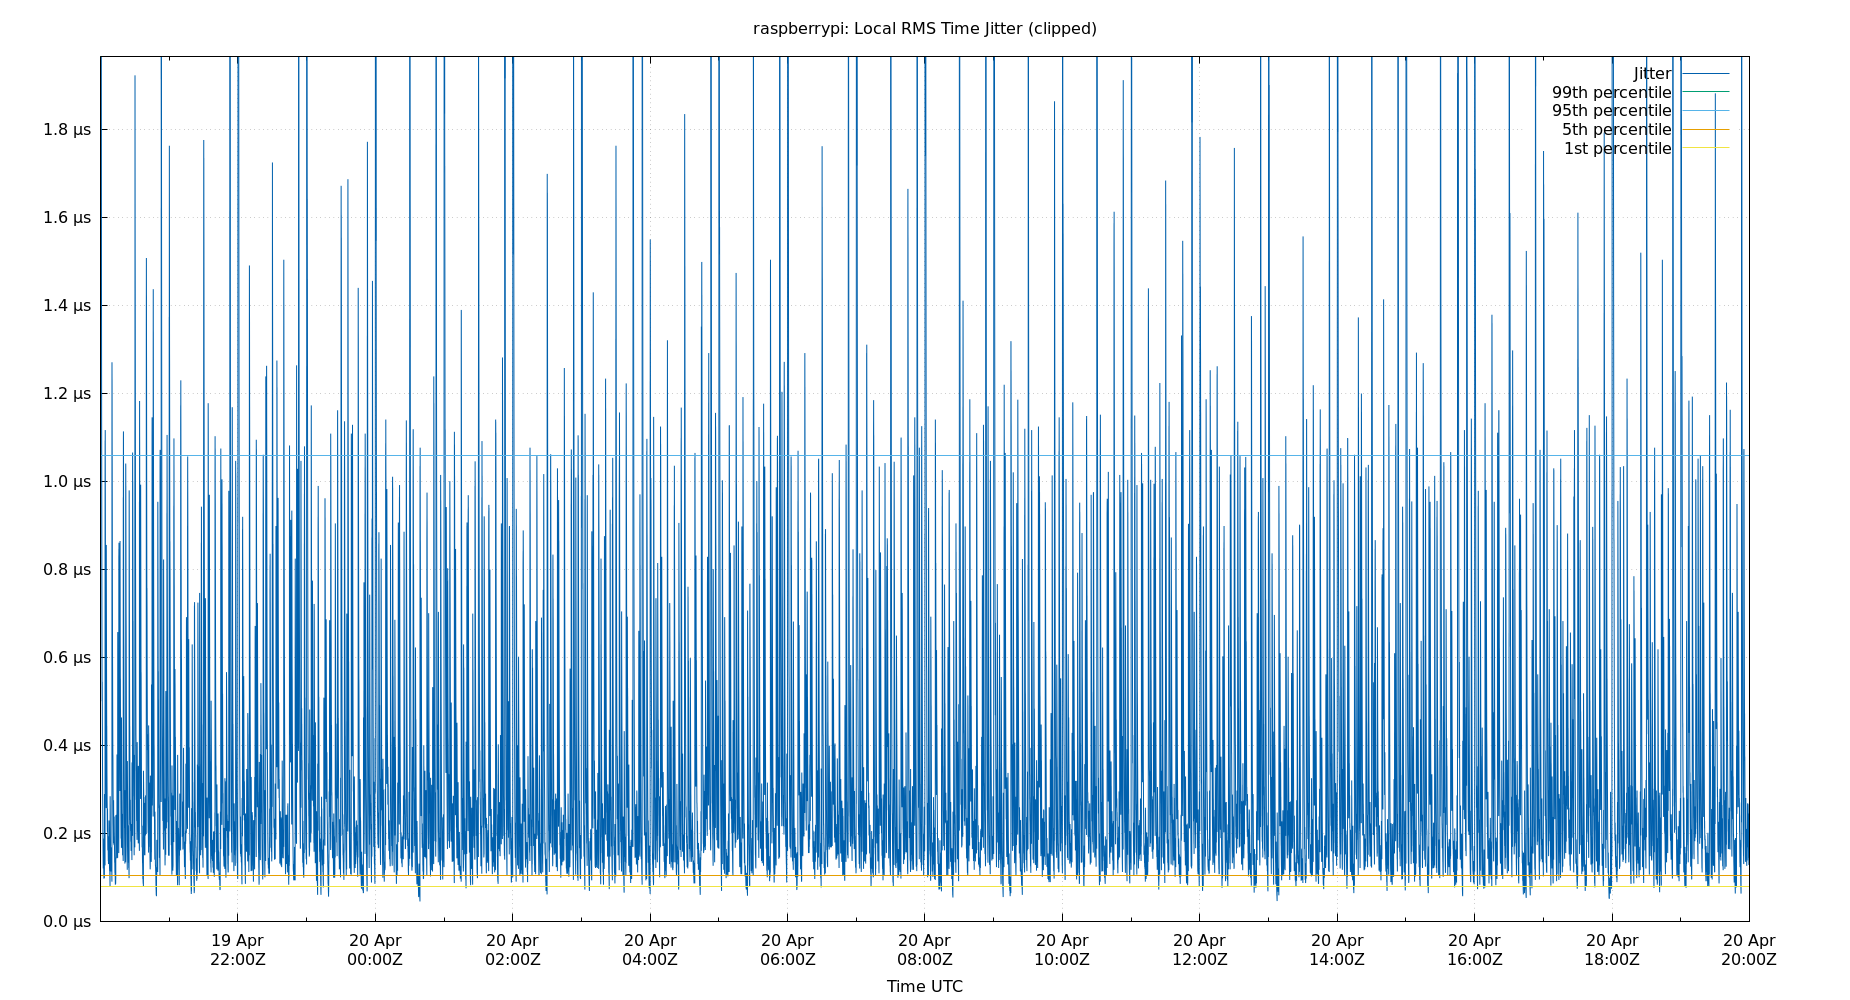 raspberrypi: Local RMS Time Jitter (clipped)
Jitter
99th percentile
95th percentile
5th percentile
1st percentile
1.8 µs
1.6 µs
1.4 µs
1.2 µs
1.0 µs
0.8 µs
0.6 µs
0.4 µs
0.2 µs
0.0 µs
19 Apr 20 Apr 20 Apr 20 Apr 20 Apr 20 Apr 20 Apr 20 Apr 20 Apr 20 Apr 20 Apr 20 Apr
22:00Z 00:00Z 02:00Z 04:00Z 06:00Z 08:00Z 10:00Z 12:00Z 14:00Z 16:00Z 18:00Z 20:00Z
Time UTC